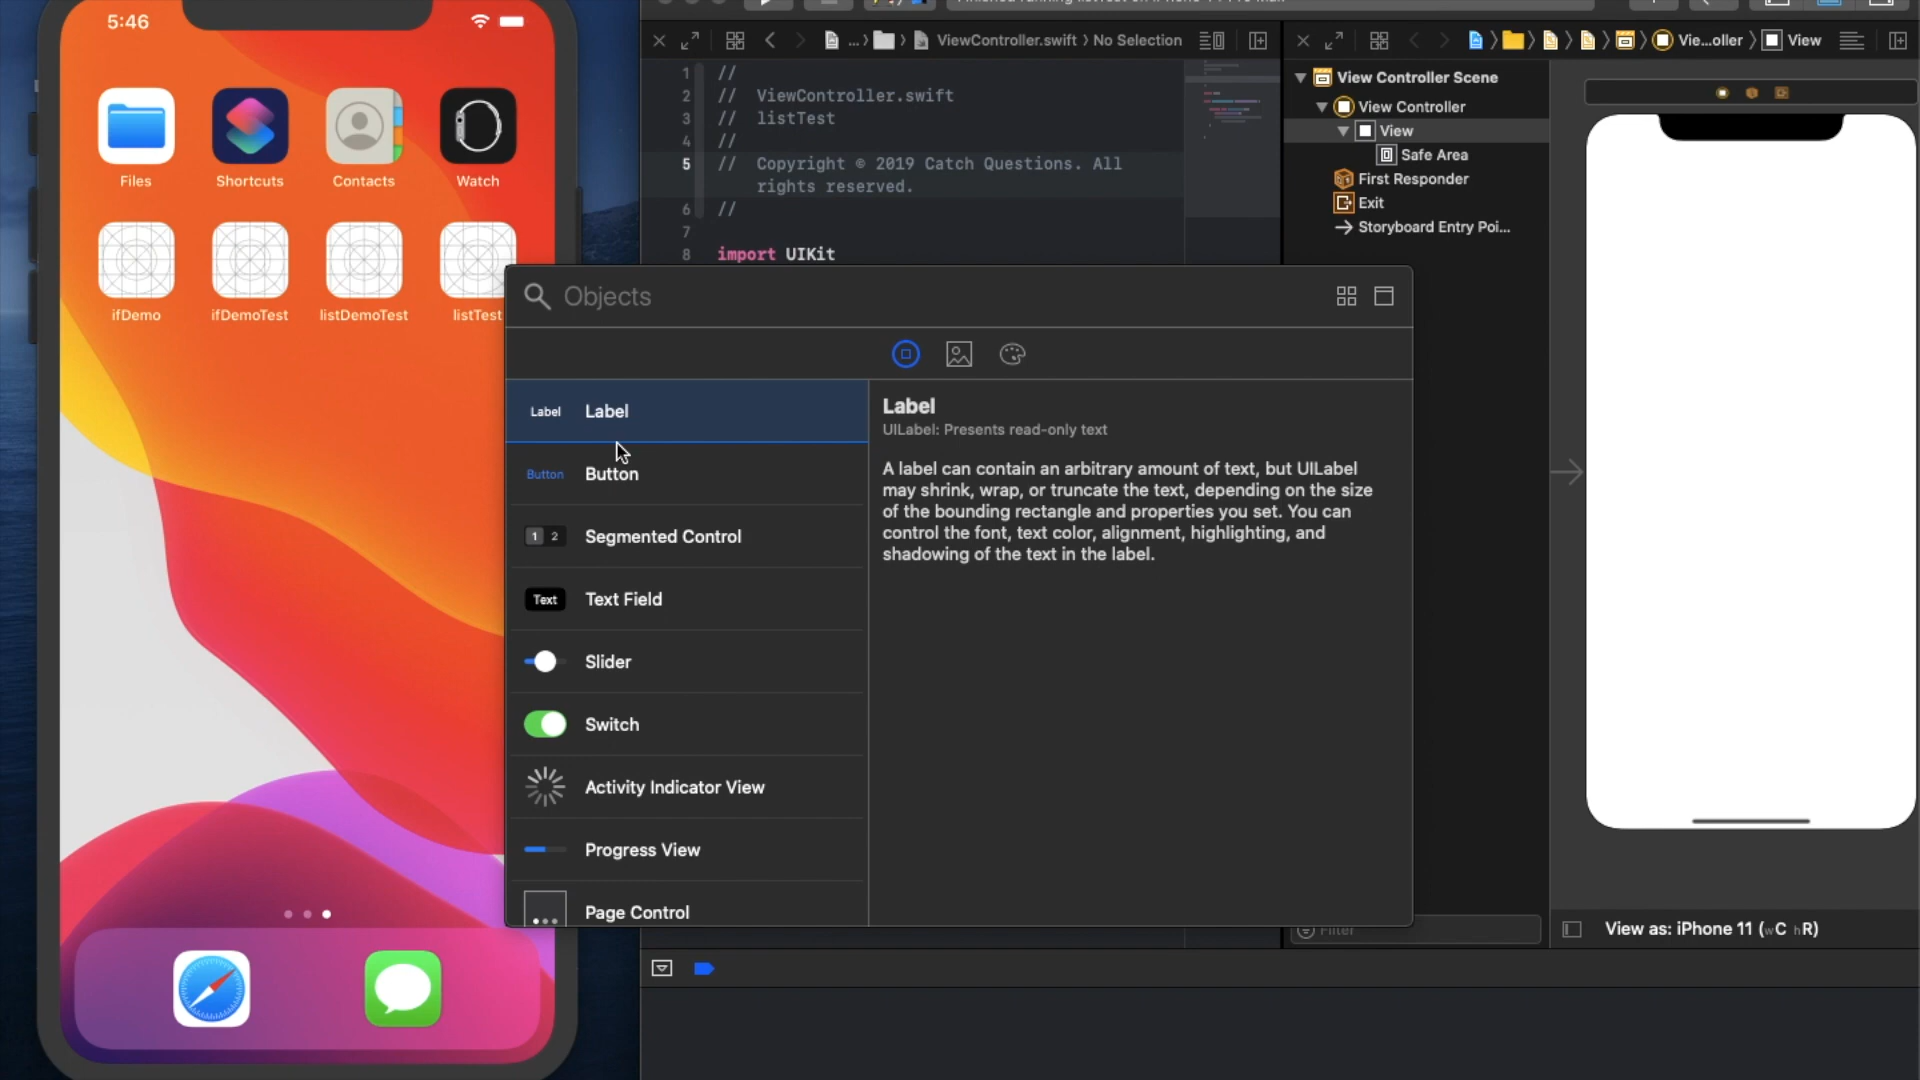 5:46
Files
Shortcuts
Contacts
Watch
ifDemo
ifDemoTest
listDemoTest
listTest
... 〉 〉 ViewController.swift 〉 No Selection
1 //
2 // ViewController.swift
3 // listTest
4 //
5 // Copyright © 2019 Catch Questions. All
rights reserved.
6 //
7
8 import UIKit
Vie...oller 〉 View
View Controller Scene
View Controller
View
Safe Area
First Responder
Exit
Storyboard Entry Poi...
Objects
Label Label
Button Button
1 2 Segmented Control
Text Text Field
Slider
Switch
Activity Indicator View
Progress View
Page Control
Label
UILabel: Presents read-only text
A label can contain an arbitrary amount of text, but UILabel
may shrink, wrap, or truncate the text, depending on the size
of the bounding rectangle and properties you set. You can
control the font, text color, alignment, highlighting, and
shadowing of the text in the label.
Filter
View as: iPhone 11 (wC hR)